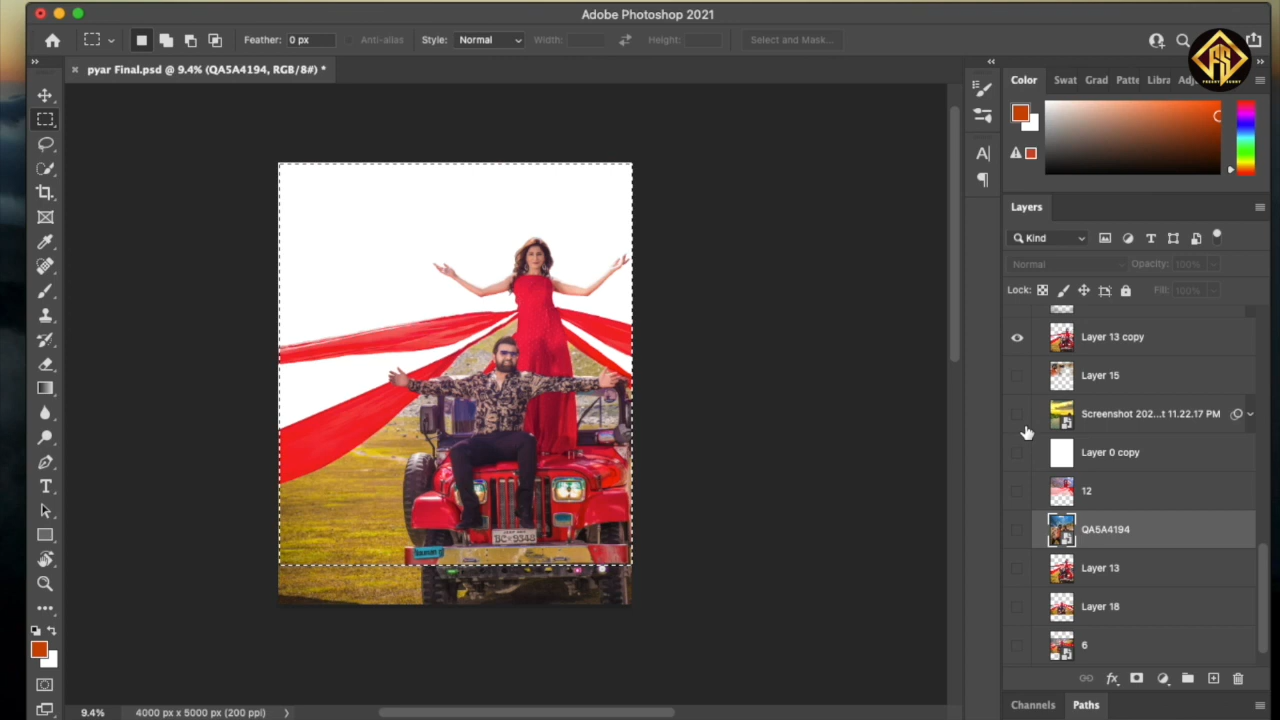 Adobe Photoshop 2021
Feather: 0 px Anti-alias Style: Normal Width: Height: Select and Mask...
FS
pyar Final.psd @ 9.4% (QA5A4194, RGB/8#) *
Color Swat Grad Patte Libra Adj
Layers
Kind
Normal Opacity: 100%
Lock: Fill: 100%
Layer 13 copy
Layer 15
Screenshot 202...t 11.22.17 PM
Layer 0 copy
12
QA5A4194
Layer 13
Layer 18
6
Channels Paths
9.4% 4000 px x 5000 px (200 ppi)